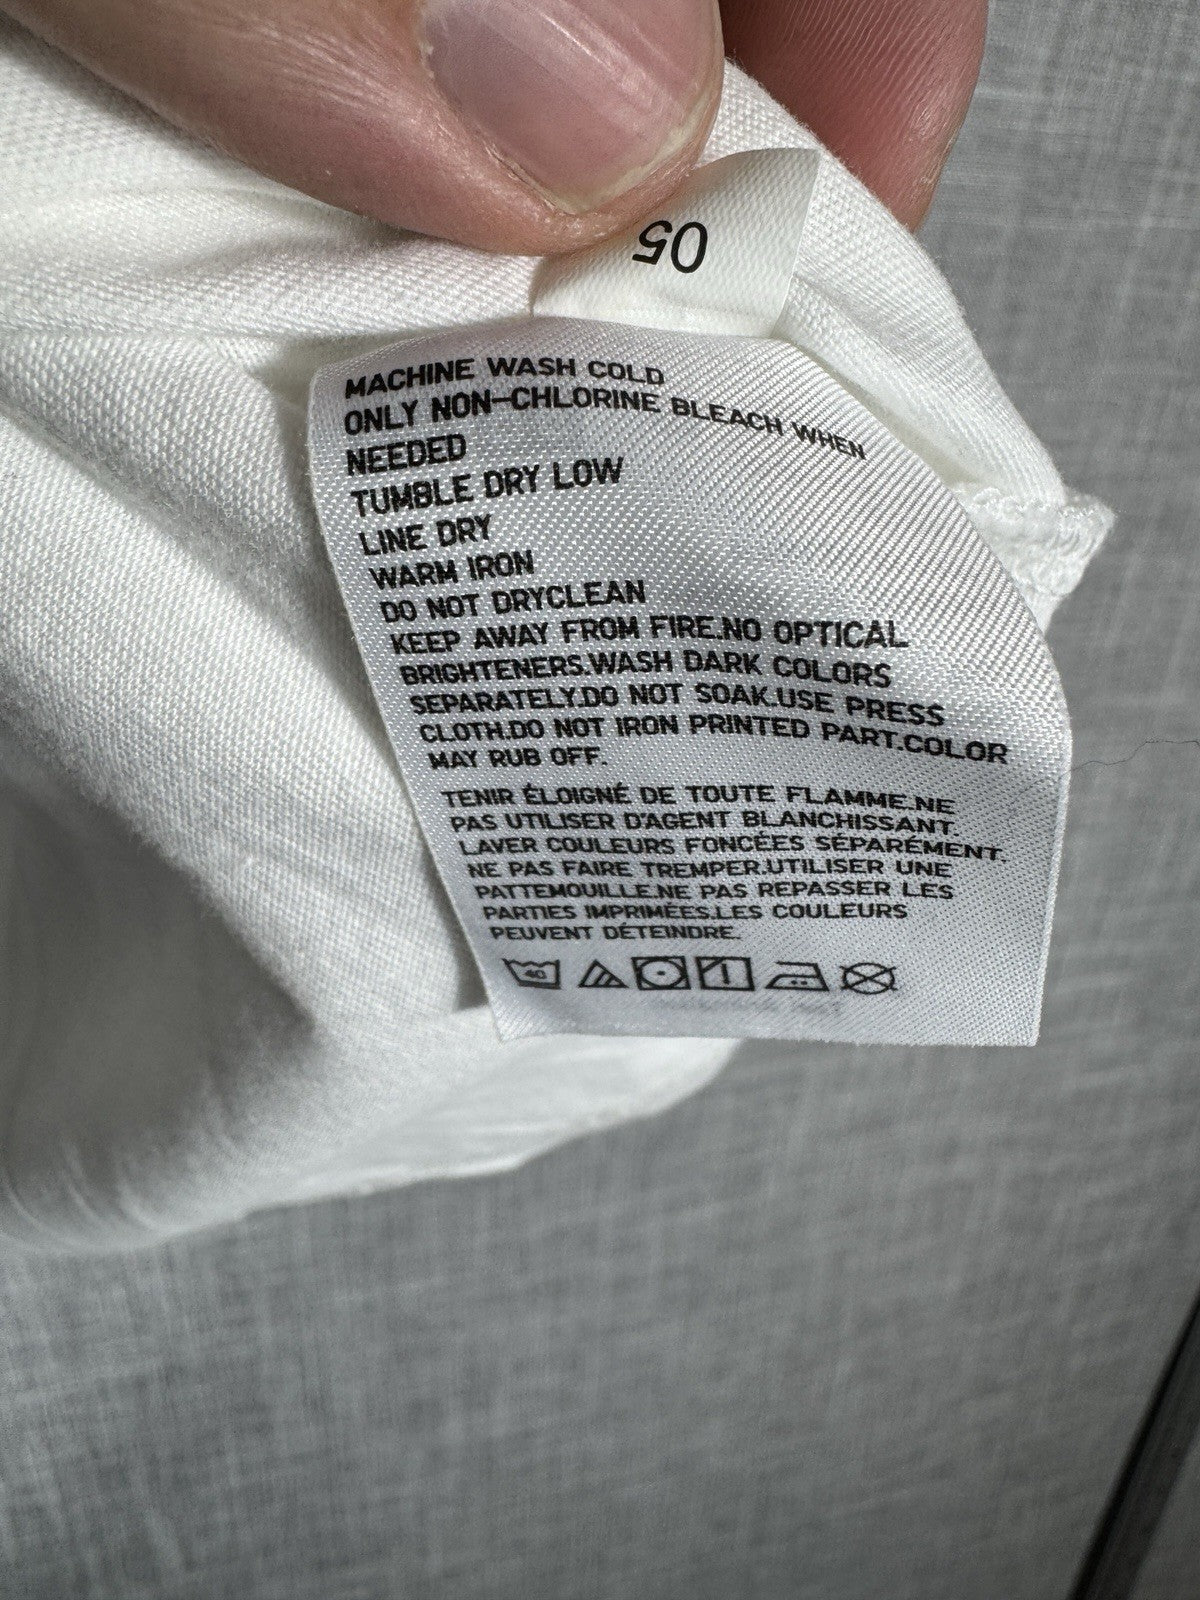 05
MACHINE WASH COLD
ONLY NON-CHLORINE BLEACH WHEN
NEEDED
TUMBLE DRY LOW
LINE DRY
WARM IRON
DO NOT DRYCLEAN
KEEP AWAY FROM FIRE.NO OPTICAL
BRIGHTENERS.WASH DARK COLORS
SEPARATELY.DO NOT SOAK.USE PRESS
CLOTH.DO NOT IRON PRINTED PART.COLOR
MAY RUB OFF.
TENIR ÉLOIGNÉ DE TOUTE FLAMME.NE
PAS UTILISER D'AGENT BLANCHISSANT.
LAVER COULEURS FONCÉES SÉPARÉMENT.
NE PAS FAIRE TREMPER.UTILISER UNE
PATTEMOUILLE.NE PAS REPASSER LES
PARTIES IMPRIMÉES.LES COULEURS
PEUVENT DÉTEINDRE.
40